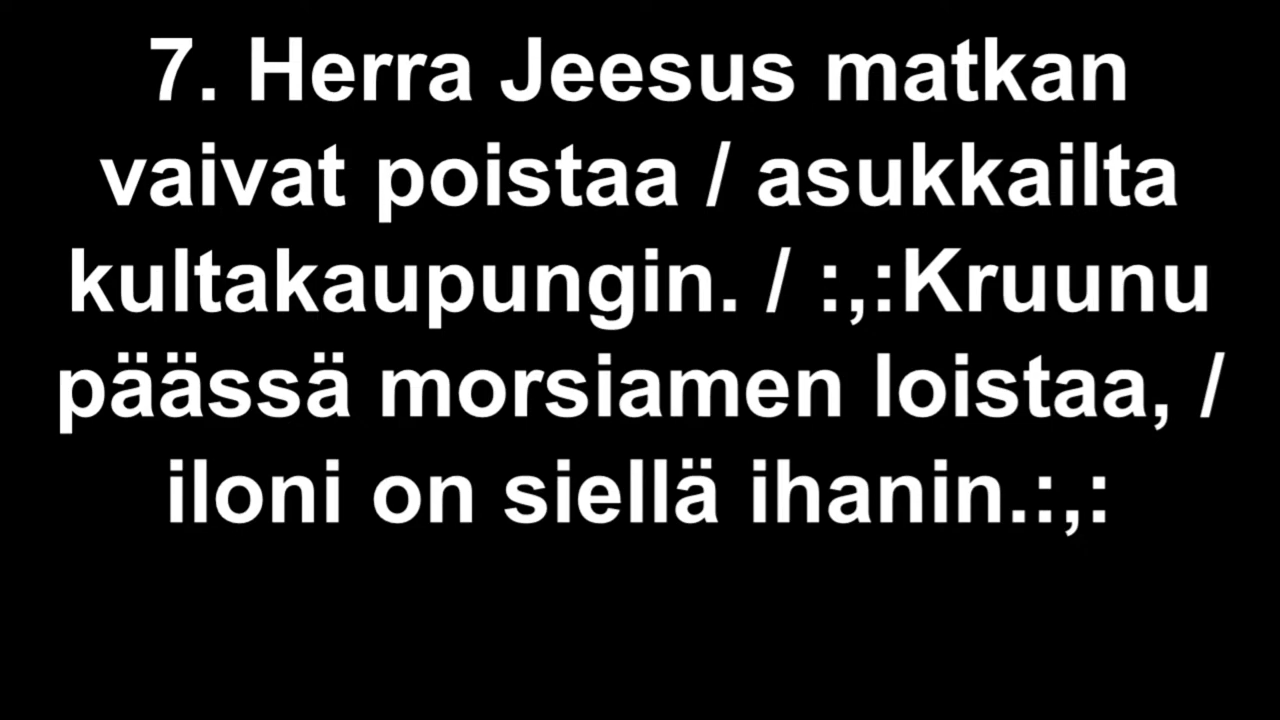 7. Herra Jeesus matkan
vaivat poistaa / asukkailta
kultakaupungin. / :,:Kruunu
päässä morsiamen loistaa, /
iloni on siellä ihanin.:,: